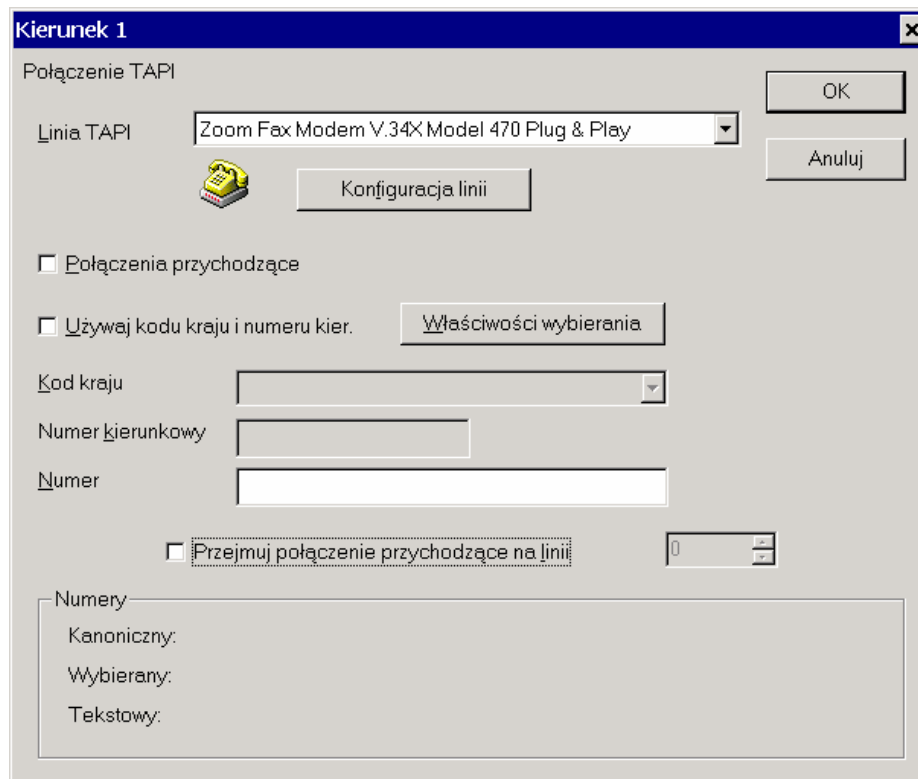 Kierunek 1
Połączenie TAPI
OK
Linia TAPI Zoom Fax Modem V.34X Model 470 Plug & Play
Anuluj
Konfiguracja linii
Połączenia przychodzące
Używaj kodu kraju i numeru kier. Właściwości wybierania
Kod kraju
Numer kierunkowy
Numer
Przejmuj połączenie przychodzące na linii 0
Numery
Kanoniczny:
Wybierany:
Tekstowy: